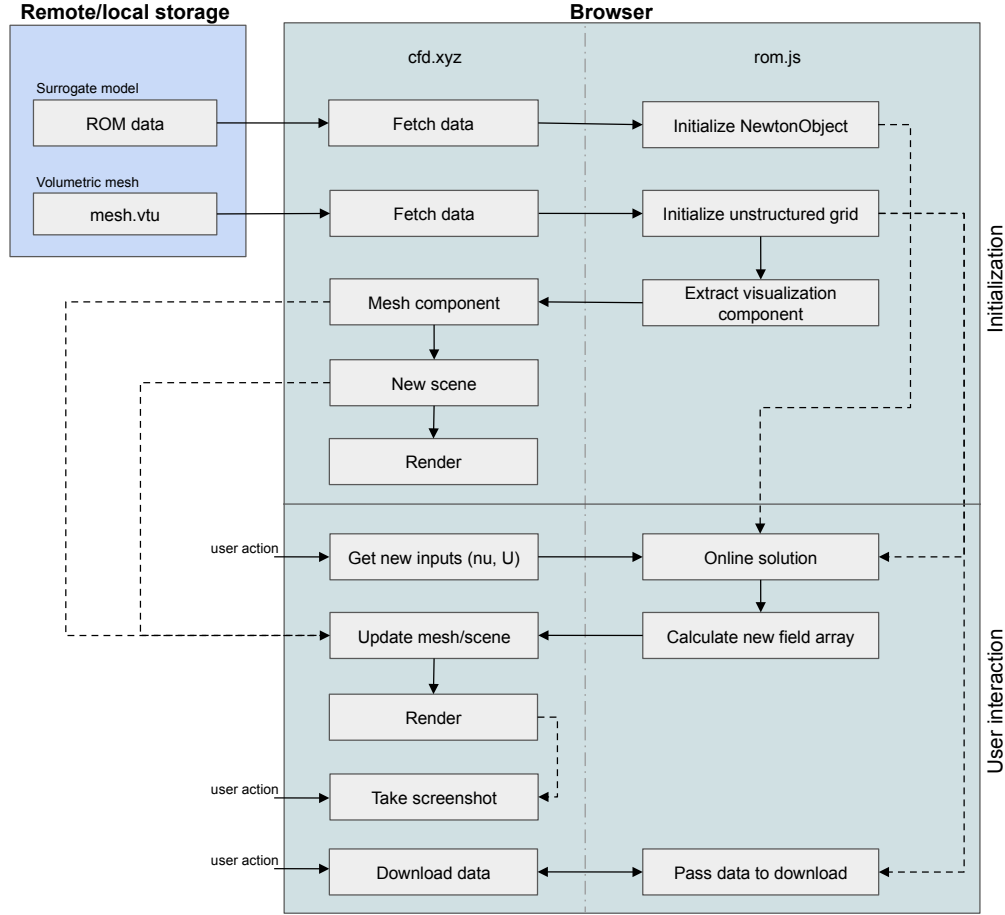 Remote/local storage
Browser
cfd.xyz
rom.js
Surrogate model
ROM data
Fetch data
Initialize NewtonObject
Volumetric mesh
mesh.vtu
Fetch data
Initialize unstructured grid
Initialization
Mesh component
Extract visualization
component
New scene
Render
user action
Get new inputs (nu, U)
Online solution
Update mesh/scene
Calculate new field array
User interaction
Render
user action
Take screenshot
user action
Download data
Pass data to download